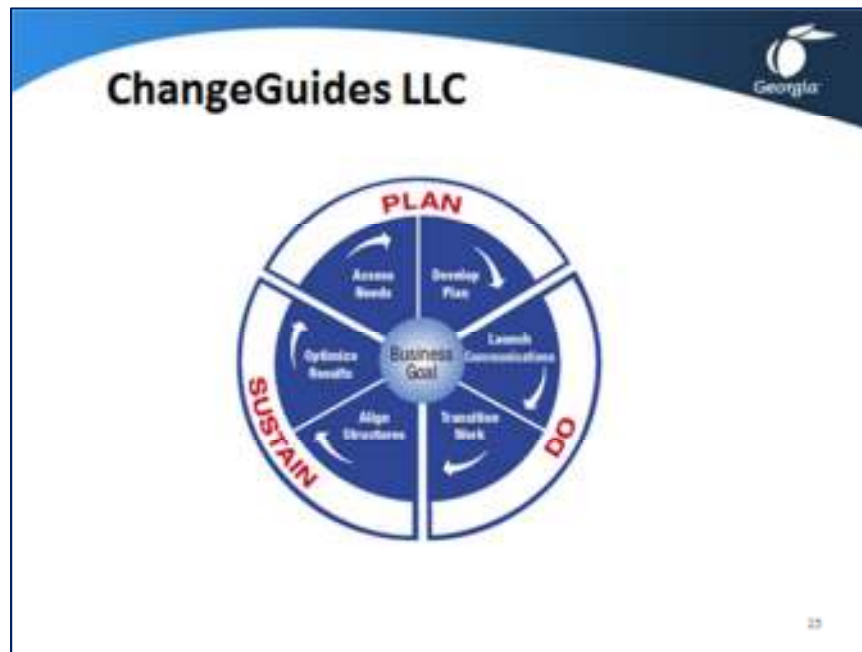 ChangeGuides LLC
Georgia
PLAN
Assess
Needs
Develop
Plan
Launch
Communications
Optimize
Results
Business
Goal
Align
Structures
Transition
Work
SUSTAIN
DO